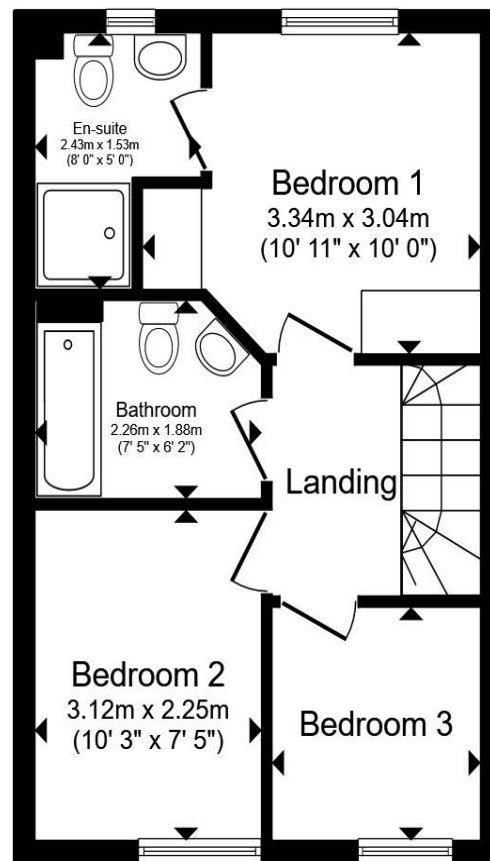 En-suite
2.43m x 1.53m
(8' 0" x 5' 0")
Bedroom 1
3.34m x 3.04m
(10' 11" x 10' 0")
Bathroom
2.26m x 1.88m
(7' 5" x 6' 2")
Landing
Bedroom 2
3.12m x 2.25m
(10' 3" x 7' 5")
Bedroom 3